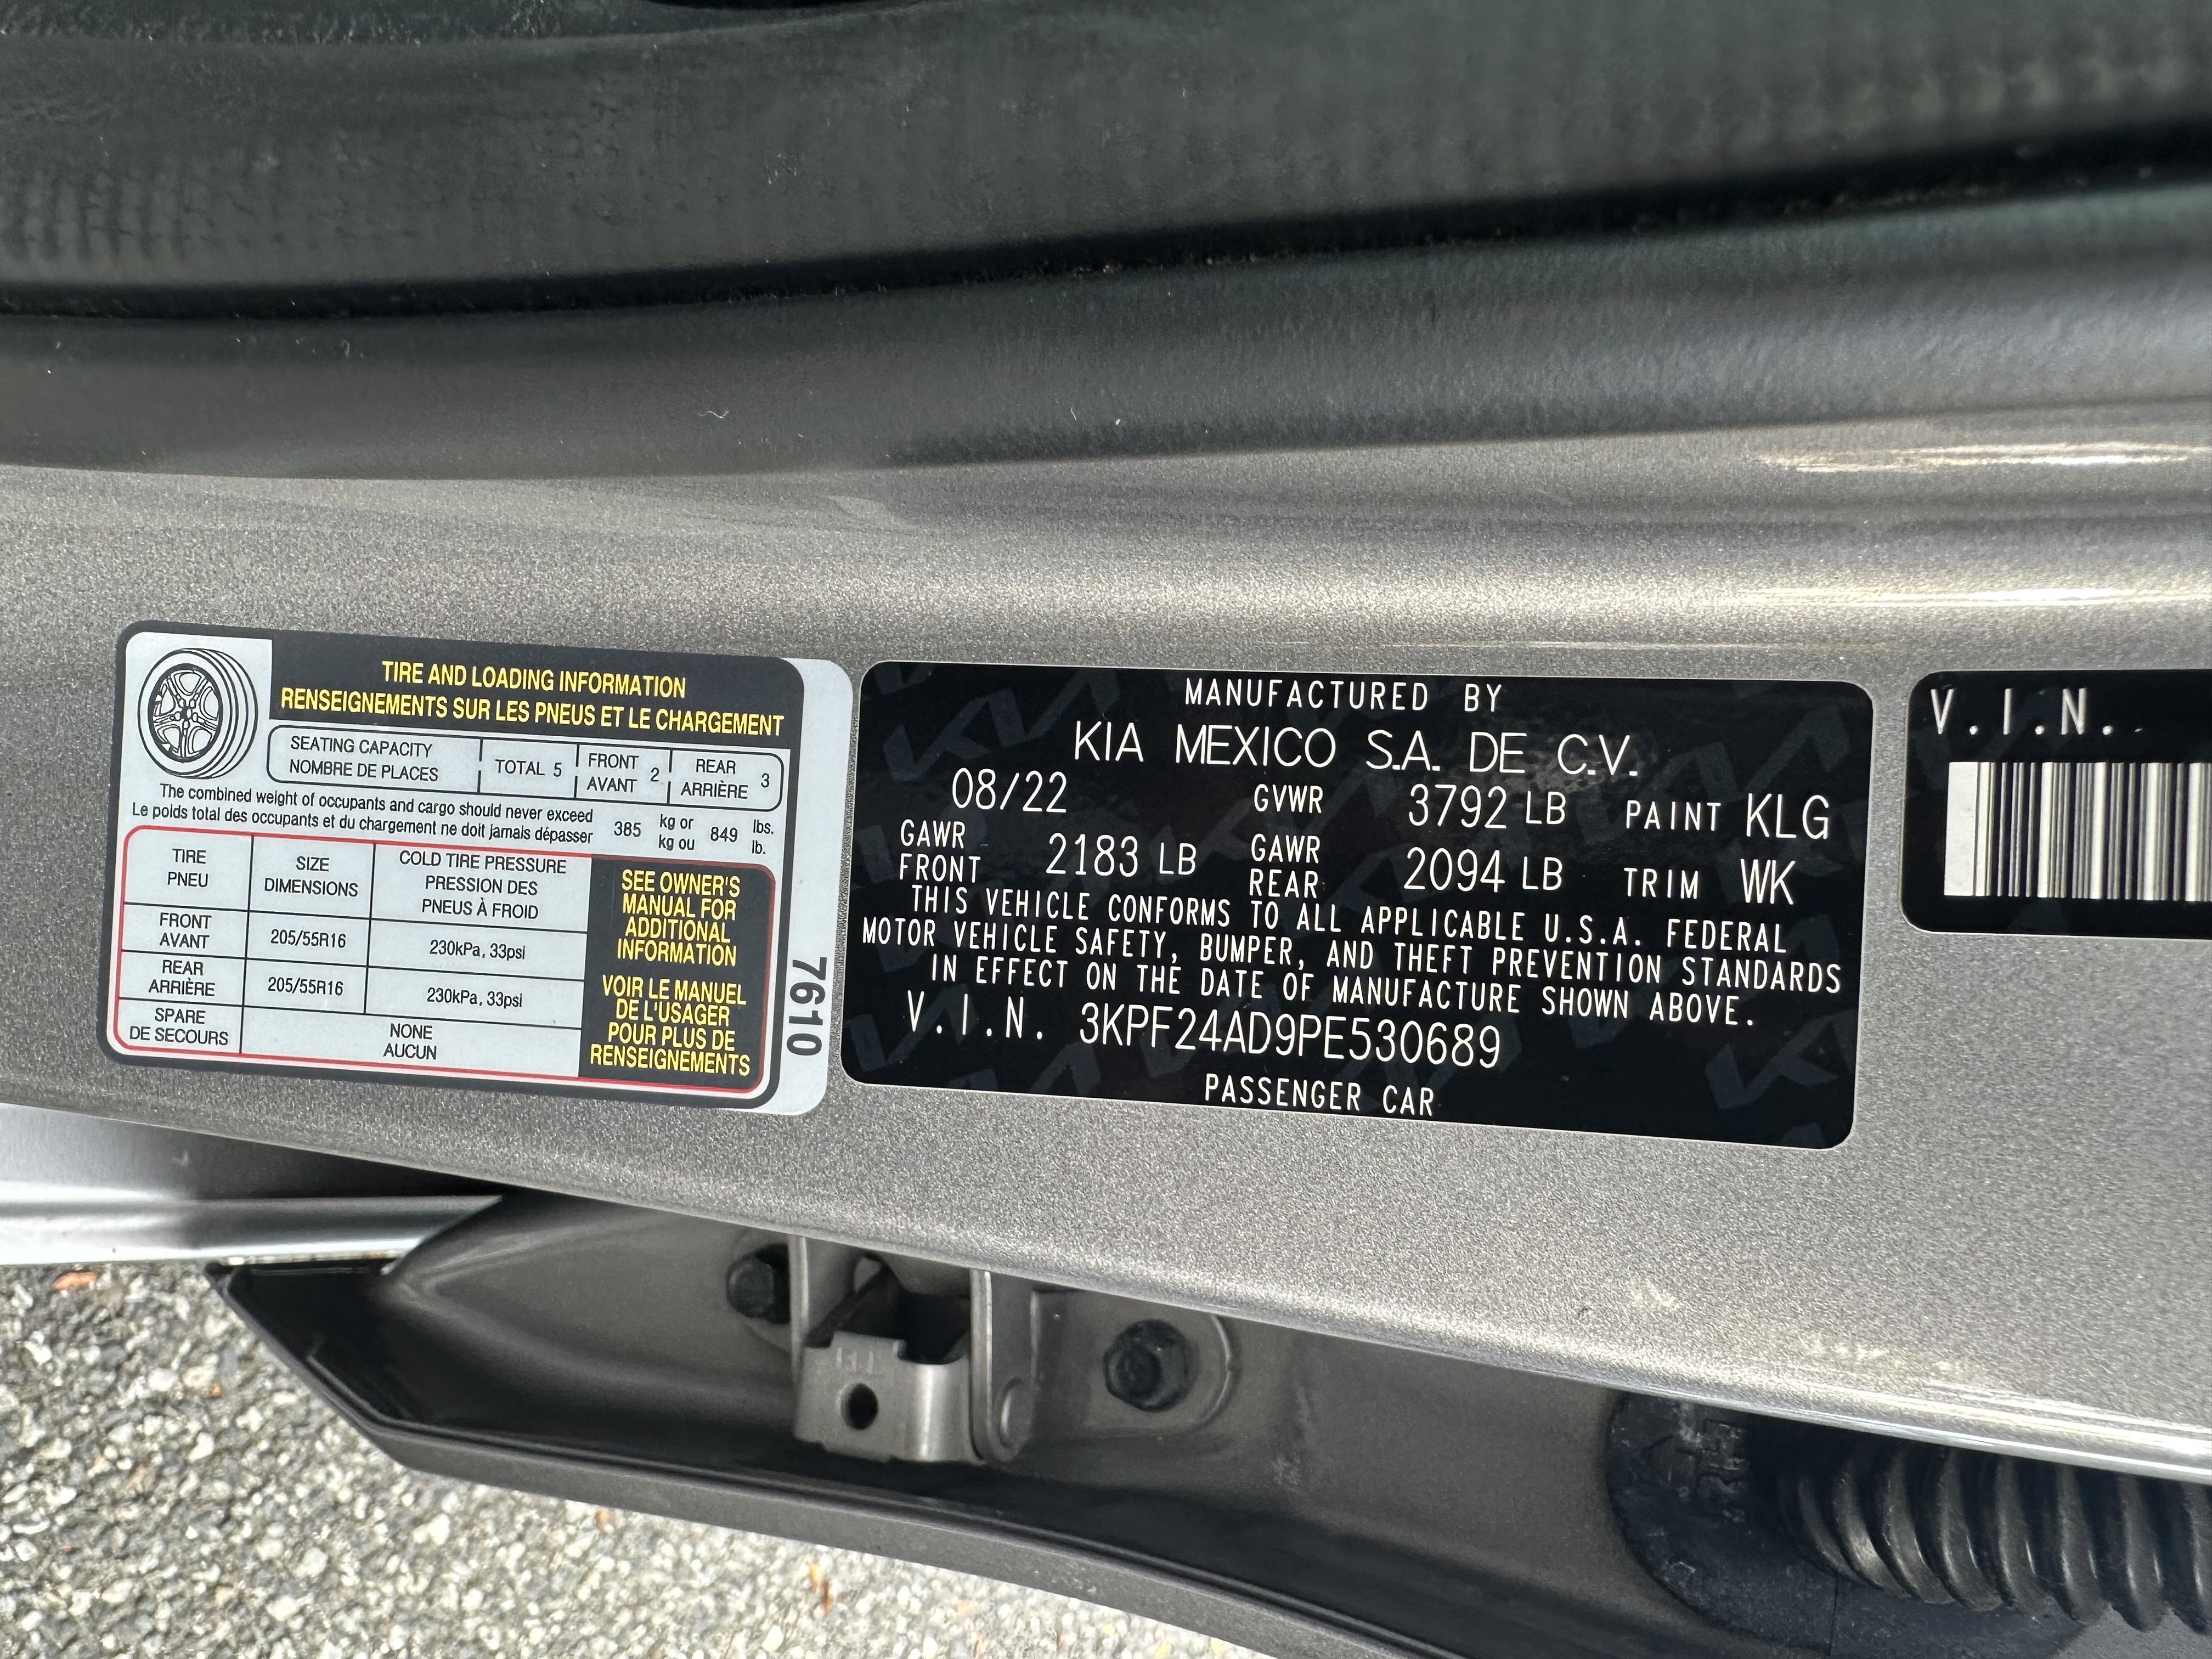 TIRE AND LOADING INFORMATION
RENSEIGNEMENTS SUR LES PNEUS ET LE CHARGEMENT
SEATING CAPACITY
NOMBRE DE PLACES
TOTAL 5
FRONT
AVANT
2
REAR
ARRIÈRE
3
The combined weight of occupants and cargo should never exceed
Le poids total des occupants et du chargement ne doit jamais dépasser
385
kg or
kg ou
849
lbs.
lb.
TIRE
PNEU
SIZE
DIMENSIONS
COLD TIRE PRESSURE
PRESSION DES
PNEUS À FROID
FRONT
AVANT
205/55R16
230kPa, 33psi
REAR
ARRIÈRE
205/55R16
230kPa, 33psi
SPARE
DE SECOURS
NONE
AUCUN
SEE OWNER'S
MANUAL FOR
ADDITIONAL
INFORMATION
VOIR LE MANUEL
DE L'USAGER
POUR PLUS DE
RENSEIGNEMENTS
7610
MANUFACTURED BY
KIA MEXICO S.A. DE C.V.
08/22 GVWR 3792 LB PAINT KLG
GAWR
FRONT
2183 LB
GAWR
REAR
2094 LB
TRIM WK
THIS VEHICLE CONFORMS TO ALL APPLICABLE U.S.A. FEDERAL
MOTOR VEHICLE SAFETY, BUMPER, AND THEFT PREVENTION STANDARDS
IN EFFECT ON THE DATE OF MANUFACTURE SHOWN ABOVE.
V.I.N. 3KPF24AD9PE530689
PASSENGER CAR
V.I.N.